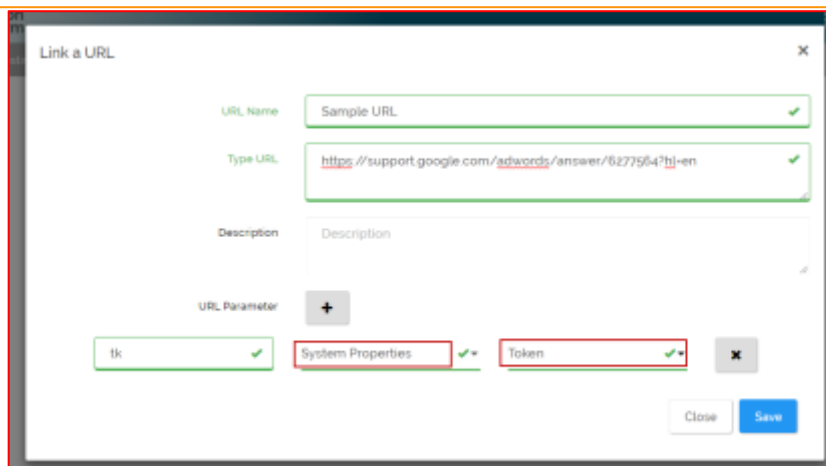 Link a URL ×
URL Name Sample URL
Type URL https://support.google.com/adwords/answer/6277564?hl=en
Description Description
URL Parameter +
tk System Properties Token ×
Close Save